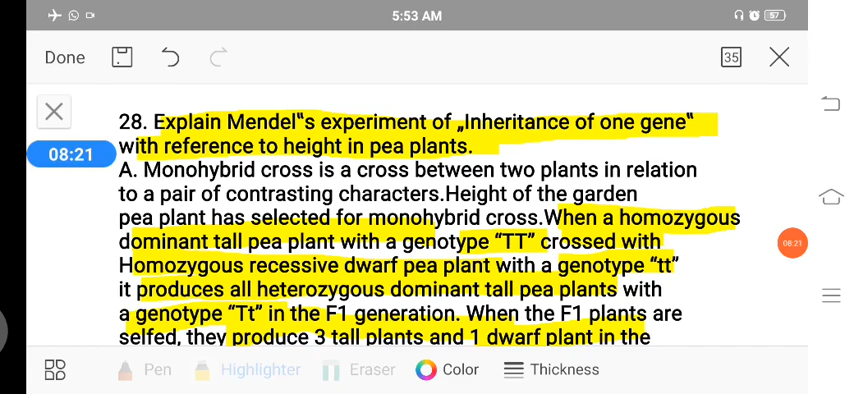 5:53 AM
57
Done
35
28. Explain Mendel‟s experiment of „Inheritance of one gene‟
with reference to height in pea plants.
08:21
A. Monohybrid cross is a cross between two plants in relation
to a pair of contrasting characters.Height of the garden
pea plant has selected for monohybrid cross.When a homozygous
dominant tall pea plant with a genotype “TT” crossed with
08:21
Homozygous recessive dwarf pea plant with a genotype “tt”
it produces all heterozygous dominant tall pea plants with
a genotype “Tt” in the F1 generation. When the F1 plants are
selfed, they produce 3 tall plants and 1 dwarf plant in the
Pen
Highlighter
Eraser
Color
Thickness